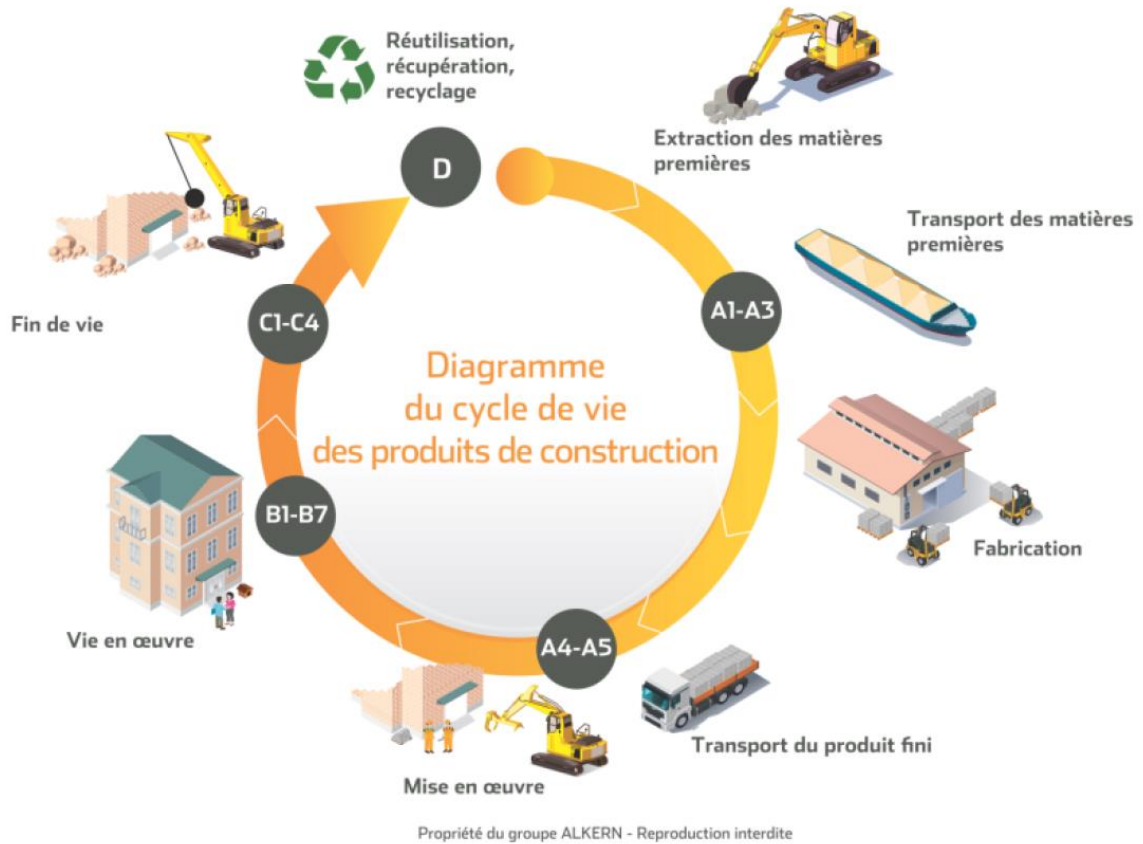 Réutilisation,
récupération,
recyclage
D
Extraction des matières
premières
Transport des matières
premières
A1-A3
Fabrication
Transport du produit fini
A4-A5
Mise en œuvre
Vie en œuvre
B1-B7
Fin de vie
C1-C4
Diagramme
du cycle de vie
des produits de construction
Propriété du groupe ALKERN - Reproduction interdite